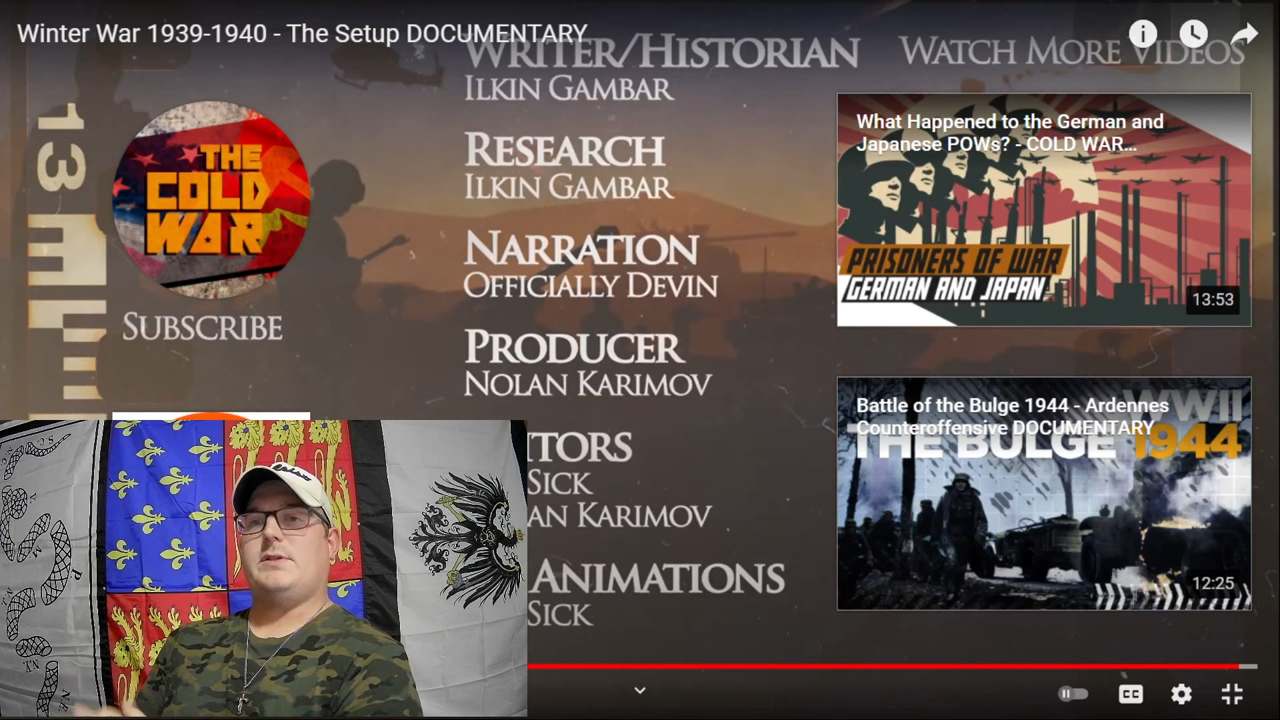 Winter War 1939-1940 - The Setup DOCUMENTARY
WRITER/HISTORIAN
ILKIN GAMBAR
RESEARCH
ILKIN GAMBAR
NARRATION
OFFICIALLY DEVIN
PRODUCER
NOLAN KARIMOV
ITORS
SICK
AN KARIMOV
ANIMATIONS
SICK
THE
COLD
WAR
SUBSCRIBE
WATCH MORE VIDEOS
What Happened to the German and
Japanese POWs? - COLD WAR...
PRISONERS OF WAR
GERMAN AND JAPAN
13:53
Battle of the Bulge 1944 - Ardennes
Counteroffensive DOCUMENTARY
WWII
THE BULGE 1944
12:25
13
CC